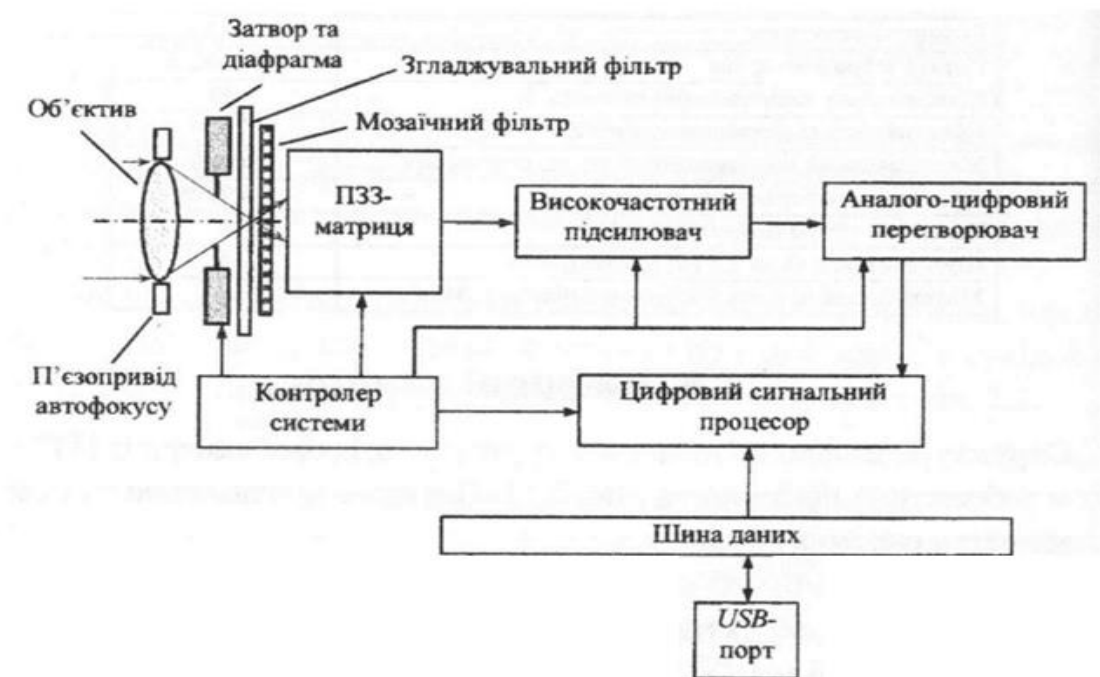 Затвор та
діафрагма
Згладжувальний фільтр
Об’єктив
Мозаїчний фільтр
ПЗЗ-
матриця
Високочастотний
підсилювач
Аналого-цифровий
перетворювач
П’єзопривід
автофокусу
Контролер
системи
Цифровий сигнальний
процесор
Шина даних
USB-
порт